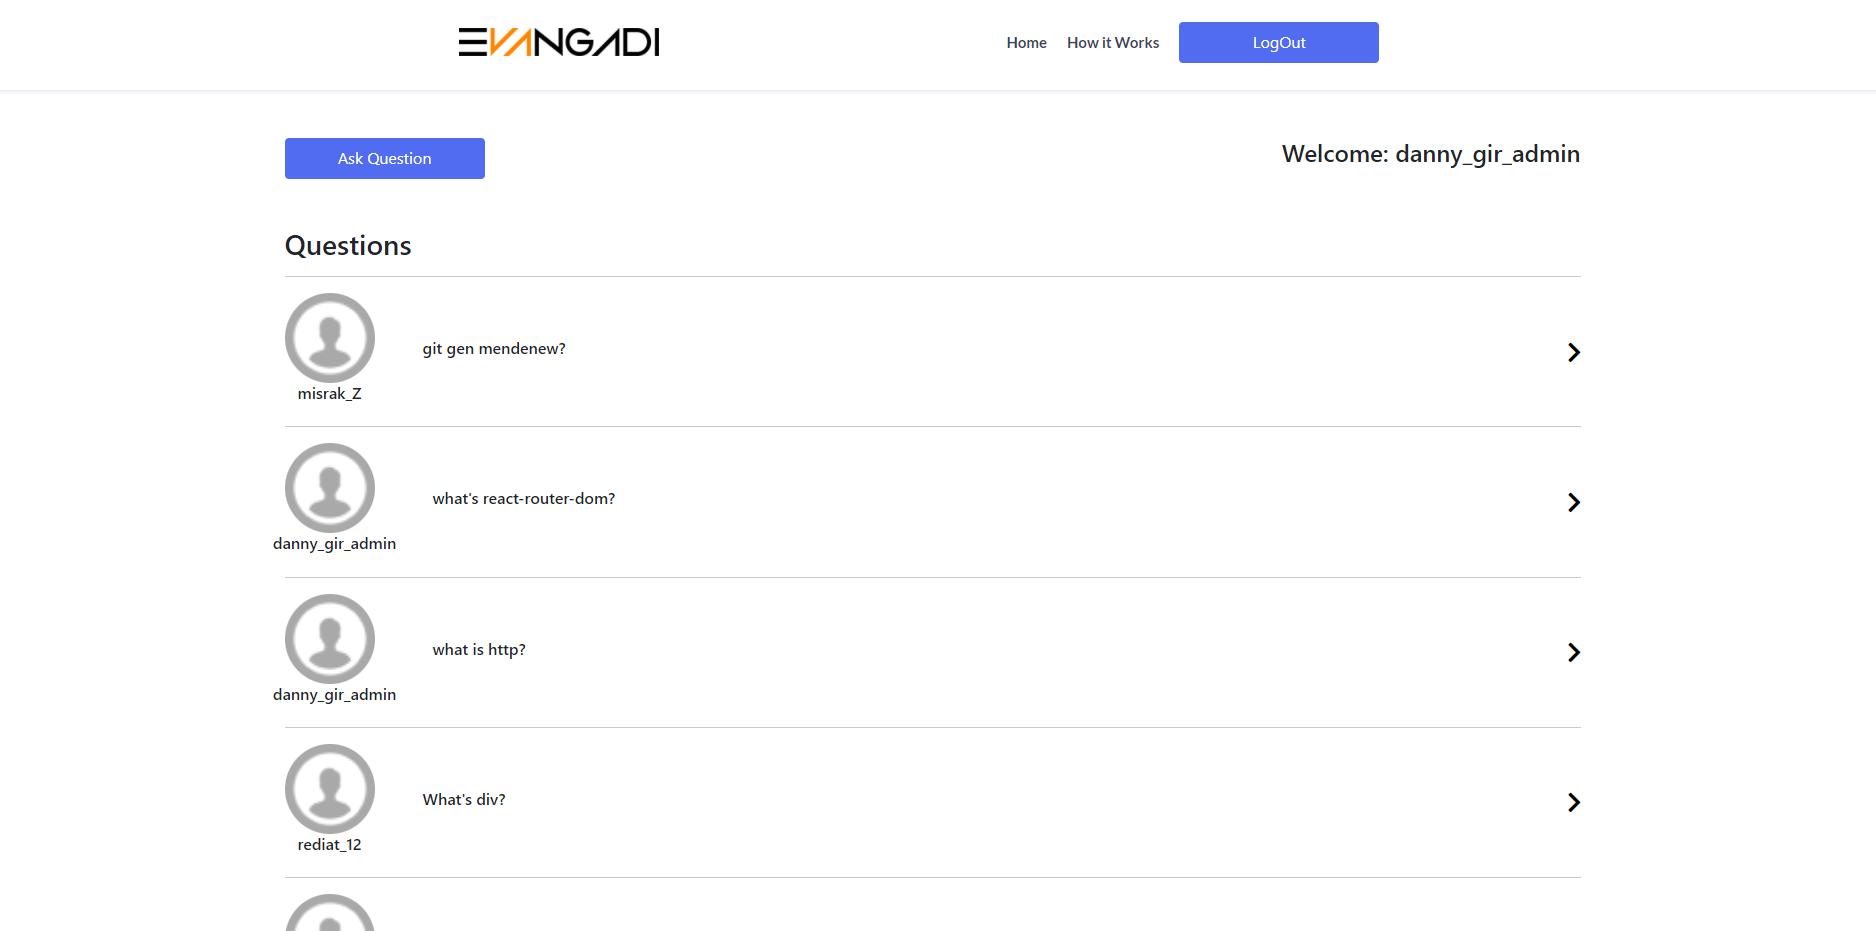 EVANGADI
Home How it Works LogOut
Ask Question
Welcome: danny_gir_admin
Questions
git gen mendenew?
misrak_Z
what's react-router-dom?
danny_gir_admin
what is http?
danny_gir_admin
What's div?
rediat_12